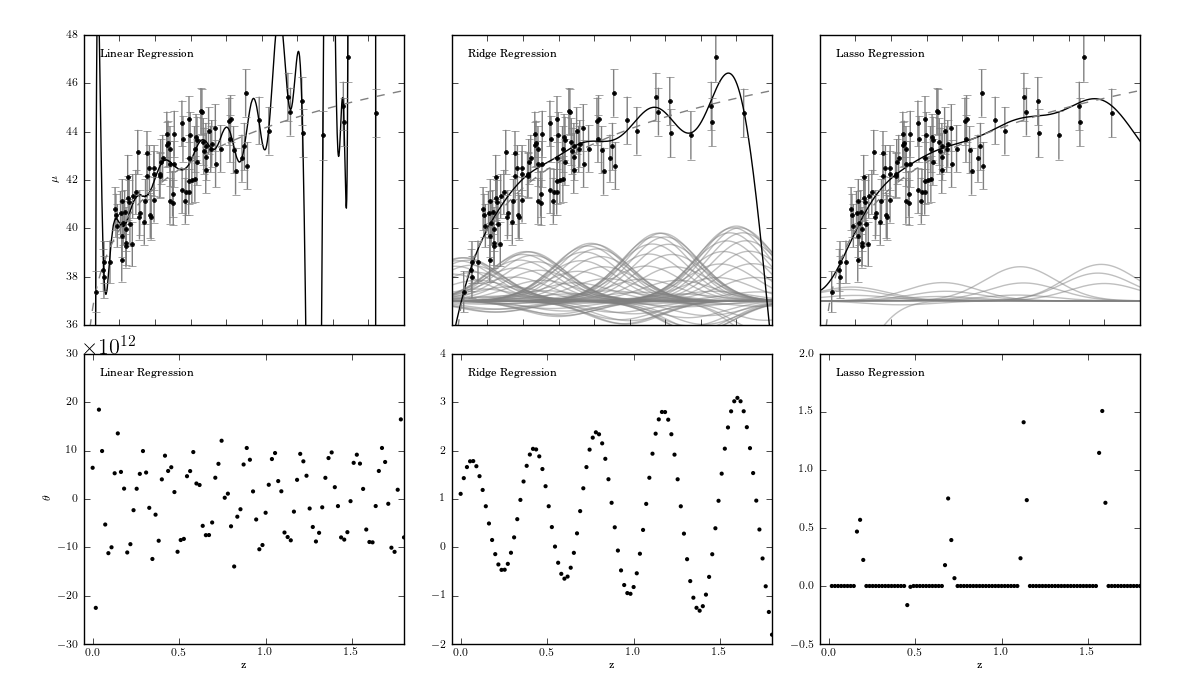 Linear Regression
Ridge Regression
Lasso Regression
48
46
44
42
40
38
36
μ
×10¹²
Linear Regression
30
20
10
0
−10
−20
−30
θ
0.0 0.5 1.0 1.5
z
Ridge Regression
4
3
2
1
0
−1
−2
0.0 0.5 1.0 1.5
z
Lasso Regression
2.0
1.5
1.0
0.5
0.0
−0.5
0.0 0.5 1.0 1.5
z